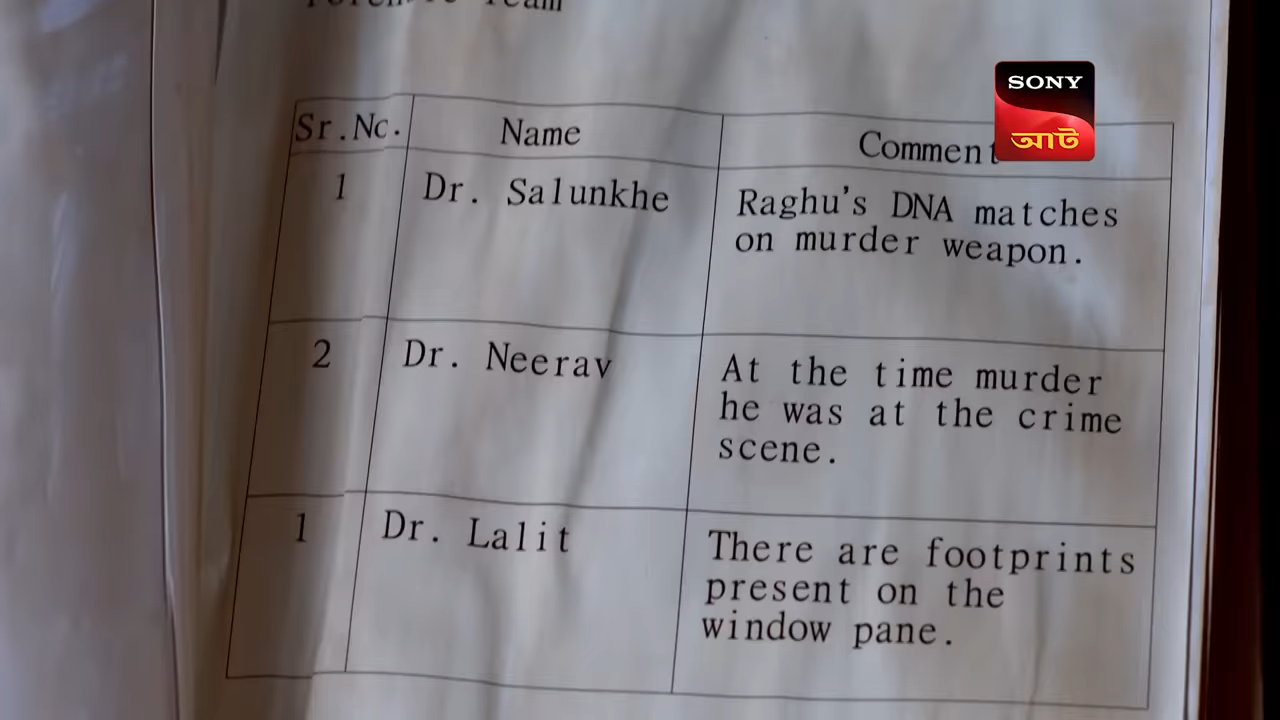 Forensic Team
Sr.No. Name Comment
1 Dr. Salunkhe Raghu's DNA matches
on murder weapon.
2 Dr. Neerav At the time murder
he was at the crime
scene.
1 Dr. Lalit There are footprints
present on the
window pane.
SONY
আট